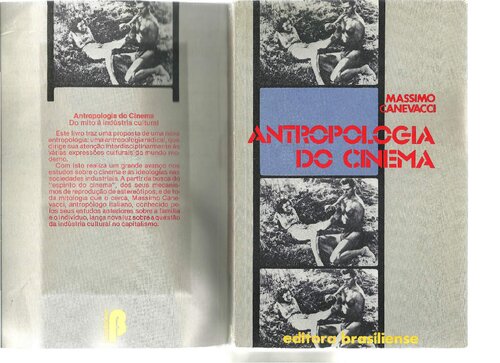 Antropologia do Cinema
Do mito à indústria cultural
Este livro traz uma proposta de uma nova
antropologia: uma antropologia radical, que
dirige sua atenção interdisciplinarmente às
várias expressões culturais do mundo mo-
derno.
Com isto realiza um grande avanço nos
estudos sobre o cinema e as ideologias nas
sociedades industriais. A partir da busca do
"espírito do cinema", dos seus mecanis-
mos de reprodução de estereótipos, e de to-
da mitologia que o cerca, Massimo Cane-
vacci, antropólogo italiano, conhecido pe-
los seus estudos anteriores sobre a família
e o indivíduo, lança nova luz sobre a questão
da indústria cultural no capitalismo.
MASSIMO
CANEVACCI
ANTROPOLOGIA
DO CINEMA
editora brasiliense